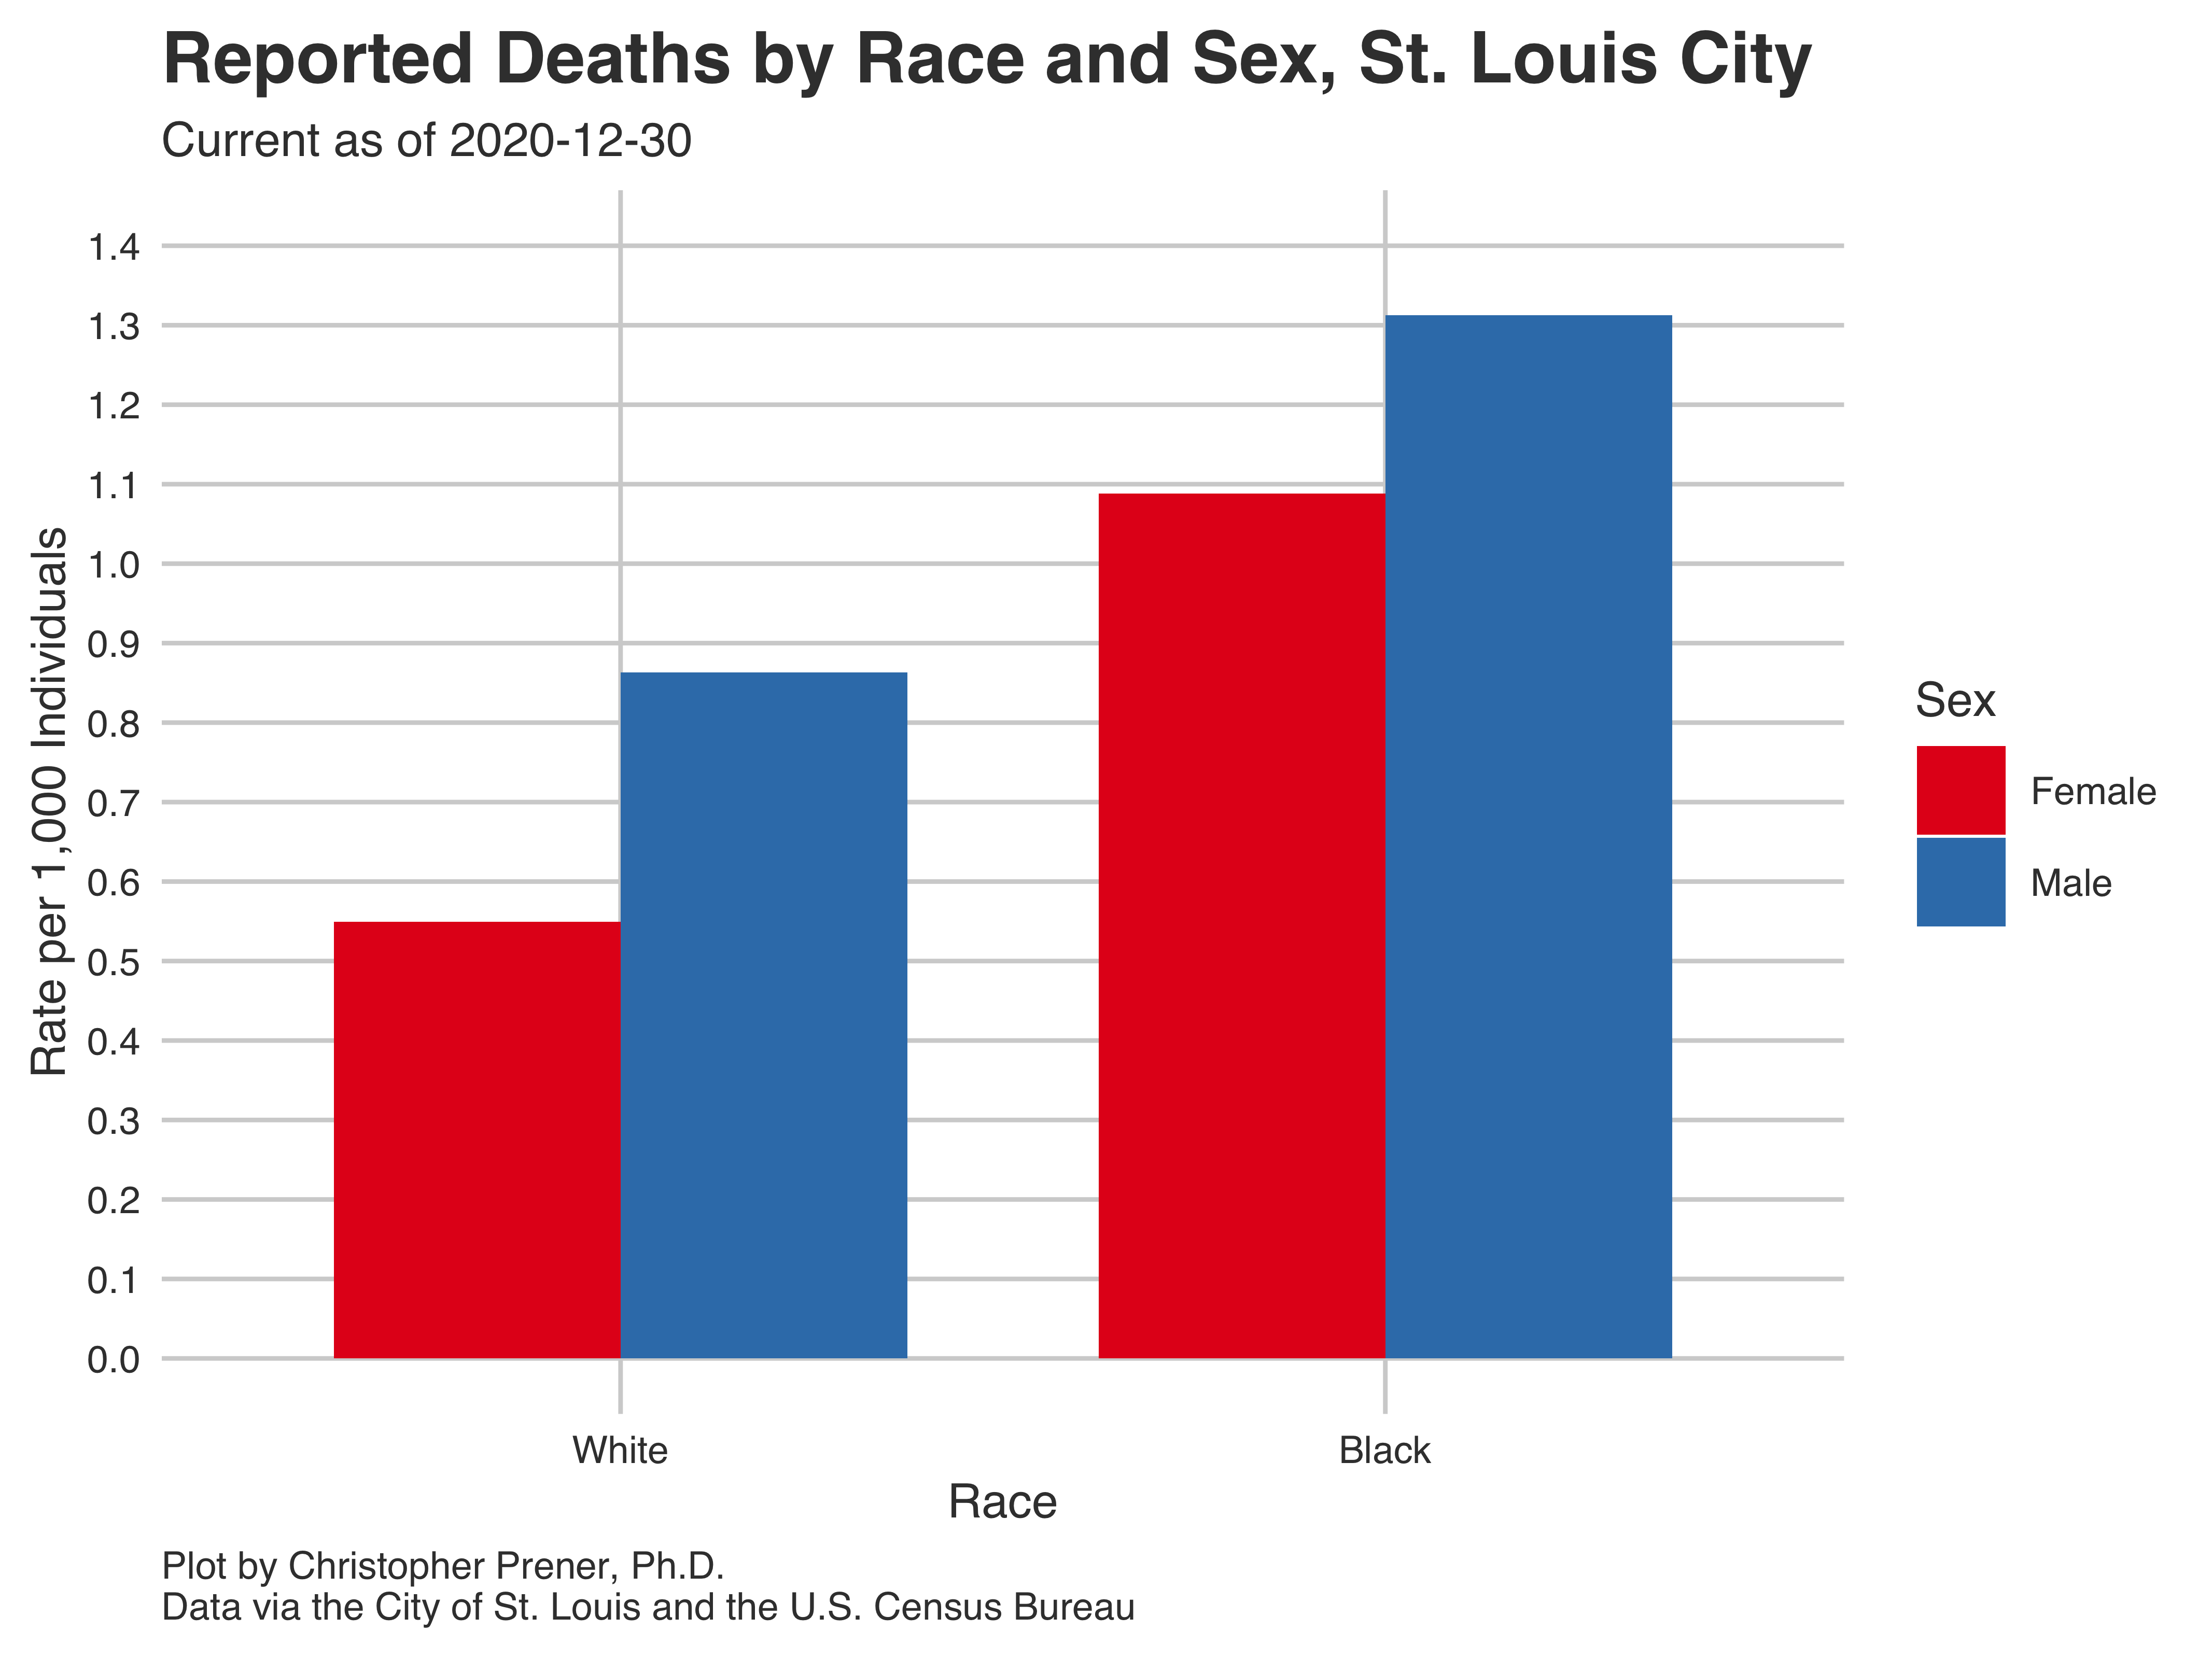 Reported Deaths by Race and Sex, St. Louis City
Current as of 2020-12-30
Rate per 1,000 Individuals
1.4
1.3
1.2
1.1
1.0
0.9
0.8
0.7
0.6
0.5
0.4
0.3
0.2
0.1
0.0
White
Black
Race
Sex
Female
Male
Plot by Christopher Prener, Ph.D.
Data via the City of St. Louis and the U.S. Census Bureau